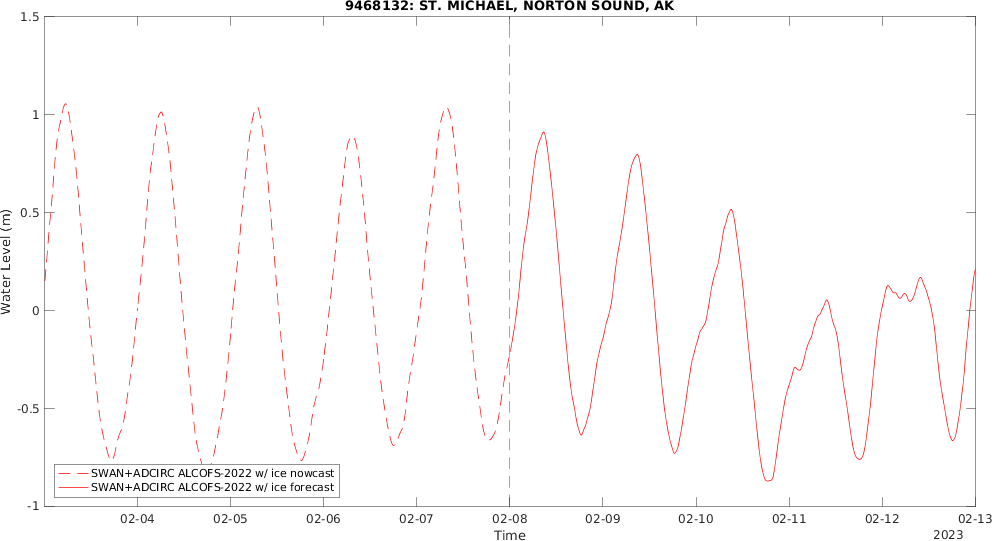 9468132: ST. MICHAEL, NORTON SOUND, AK
1.5
1
0.5
0
-0.5
-1
Water Level (m)
SWAN+ADCIRC ALCOFS-2022 w/ ice nowcast
SWAN+ADCIRC ALCOFS-2022 w/ ice forecast
02-04 02-05 02-06 02-07 02-08 02-09 02-10 02-11 02-12 02-13
Time
2023